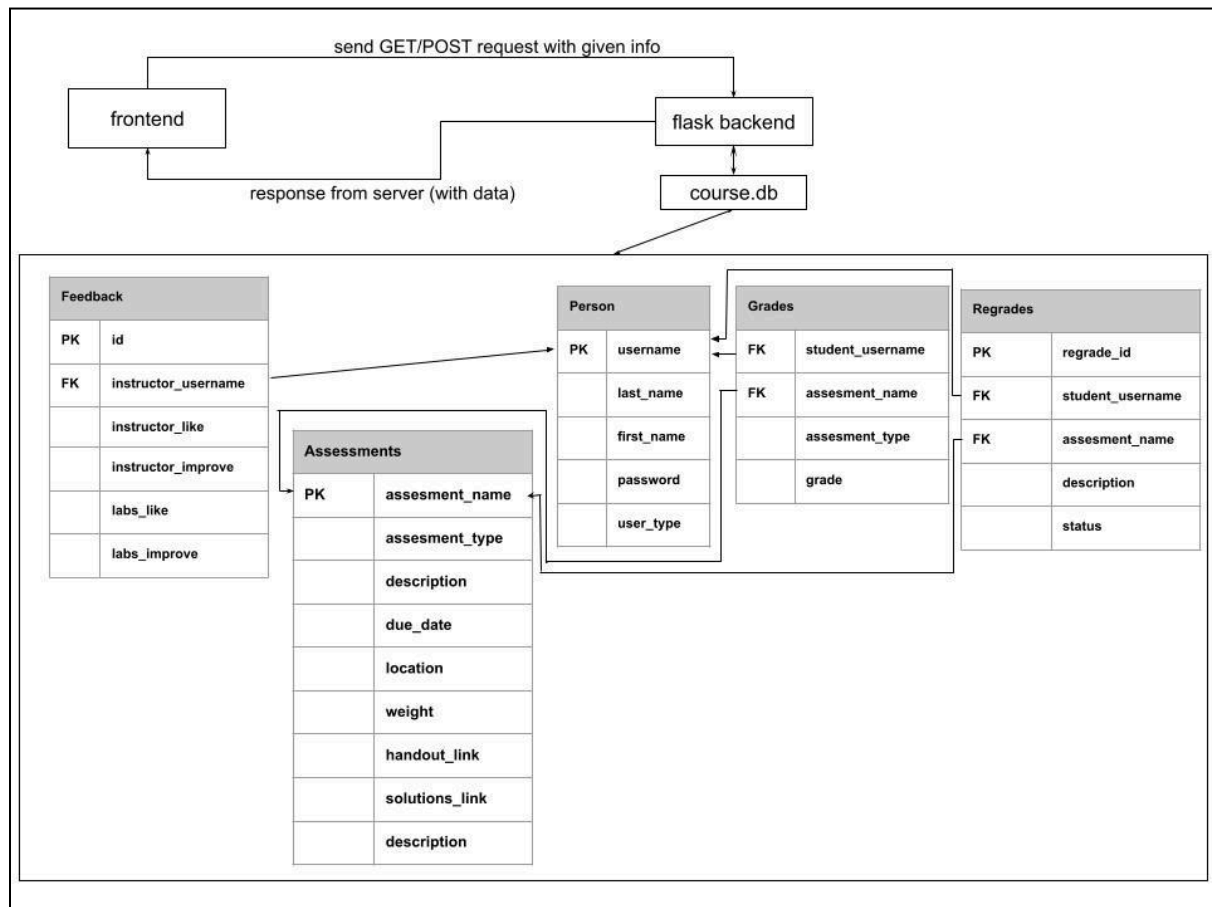 send GET/POST request with given info
frontend
flask backend
response from server (with data)
course.db
Feedback
PK id
FK instructor_username
instructor_like
instructor_improve
labs_like
labs_improve
Assessments
PK assesment_name
assesment_type
description
due_date
location
weight
handout_link
solutions_link
description
Person
PK username
last_name
first_name
password
user_type
Grades
FK student_username
FK assesment_name
assesment_type
grade
Regrades
PK regrade_id
FK student_username
FK assesment_name
description
status